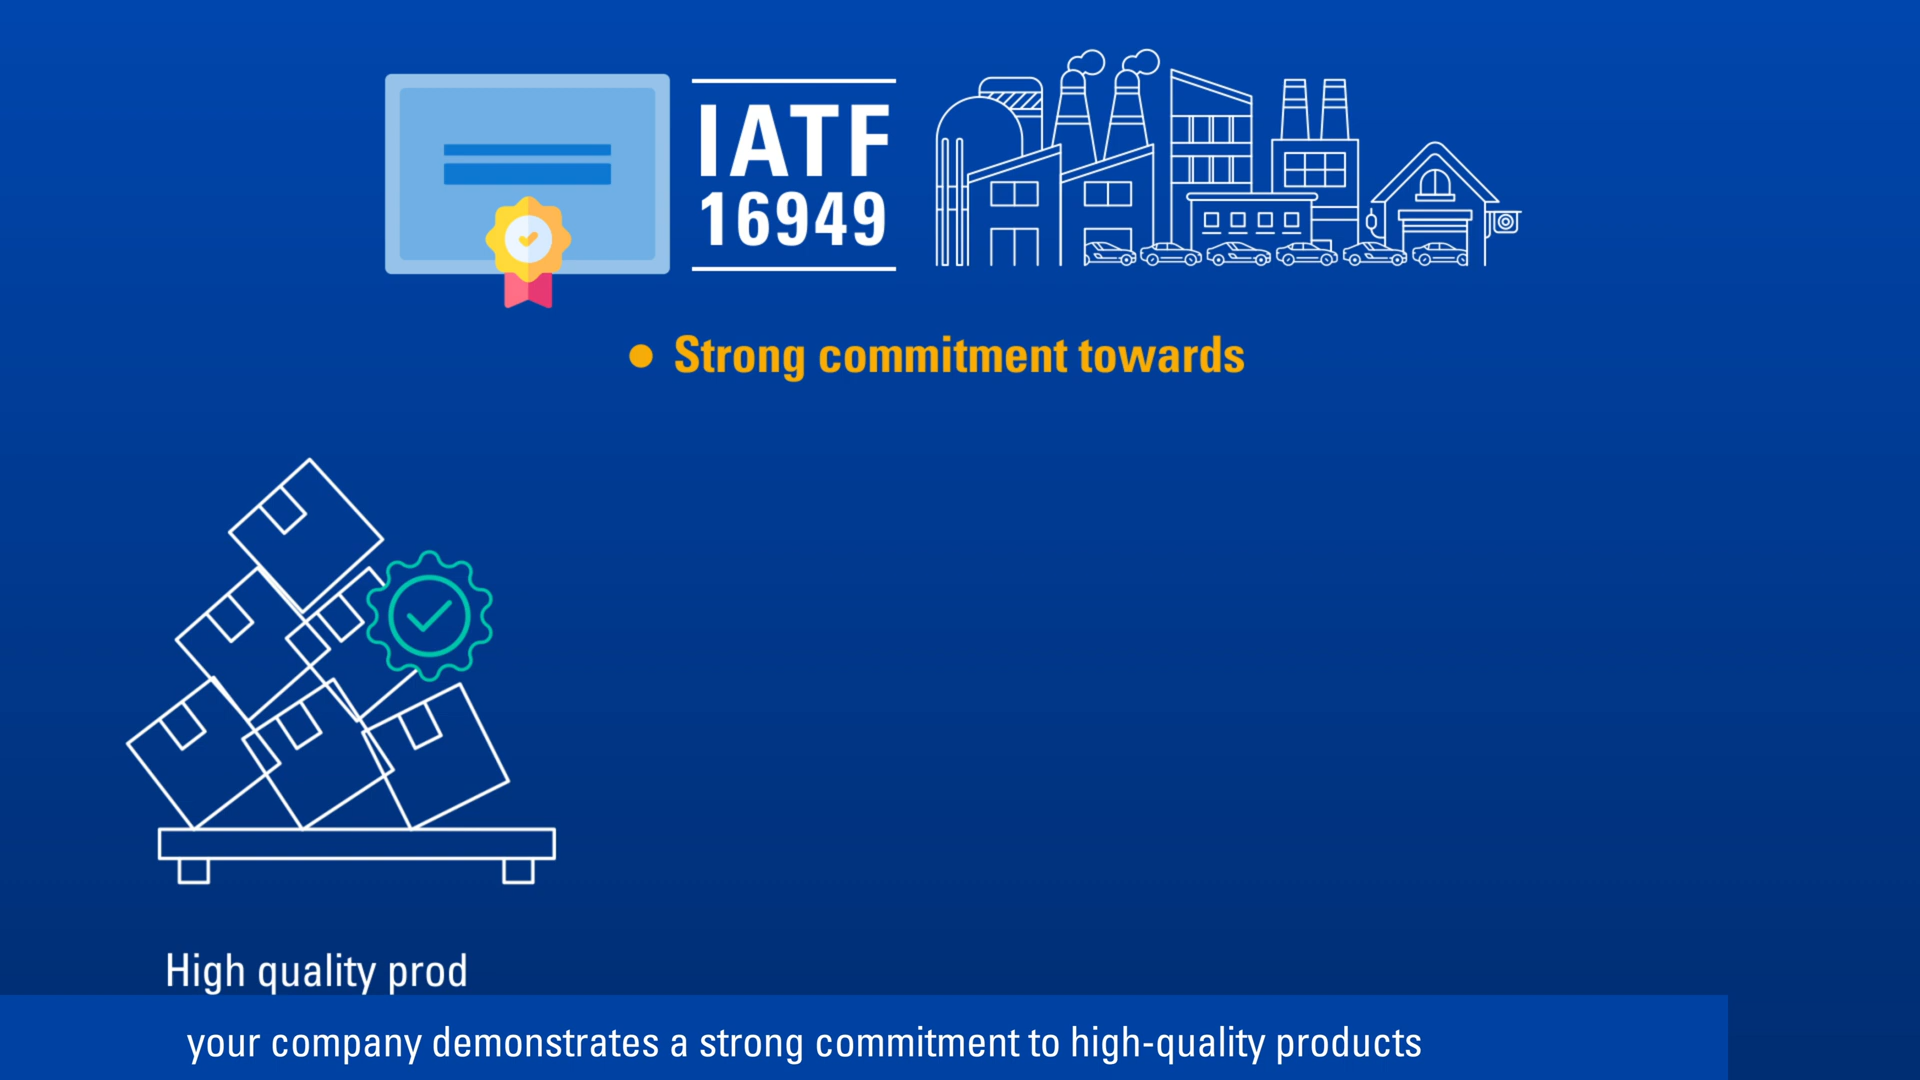 IATF
16949
Strong commitment towards
High quality prod
your company demonstrates a strong commitment to high-quality products